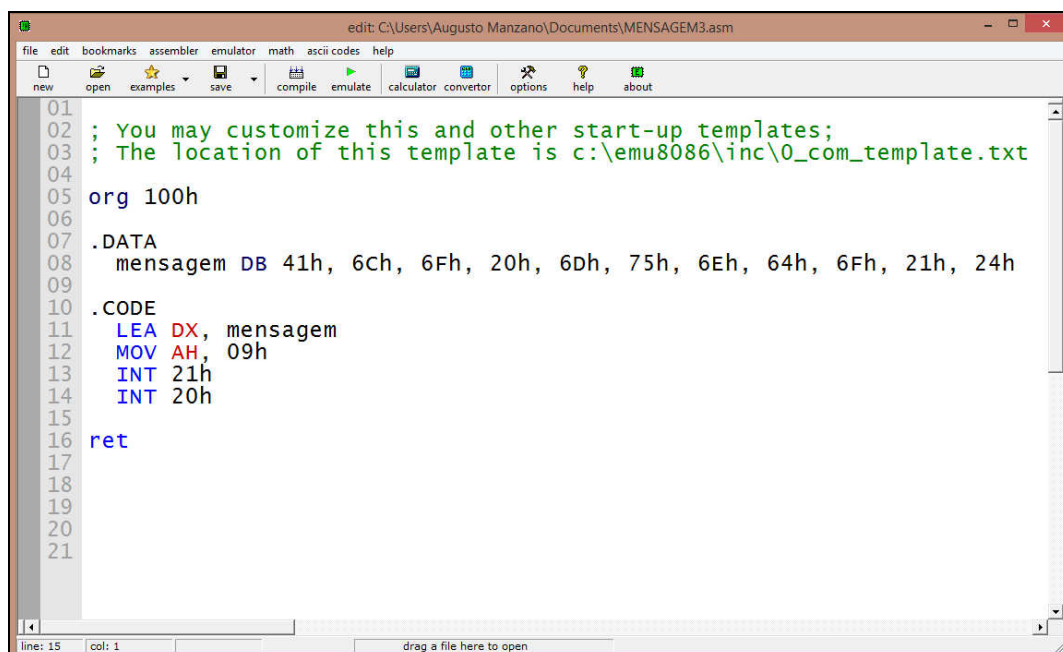 edit: C:\Users\Augusto Manzano\Documents\MENSAGEM3.asm
file edit bookmarks assembler emulator math ascii codes help
new open examples save compile emulate calculator convertor options help about
01
02 ; You may customize this and other start-up templates;
03 ; The location of this template is c:\emu8086\inc\0_com_template.txt
04
05 org 100h
06
07 .DATA
08 mensagem DB 41h, 6Ch, 6Fh, 20h, 6Dh, 75h, 6Eh, 64h, 6Fh, 21h, 24h
09
10 .CODE
11 LEA DX, mensagem
12 MOV AH, 09h
13 INT 21h
14 INT 20h
15
16 ret
17
18
19
20
21
line: 15 col: 1 drag a file here to open